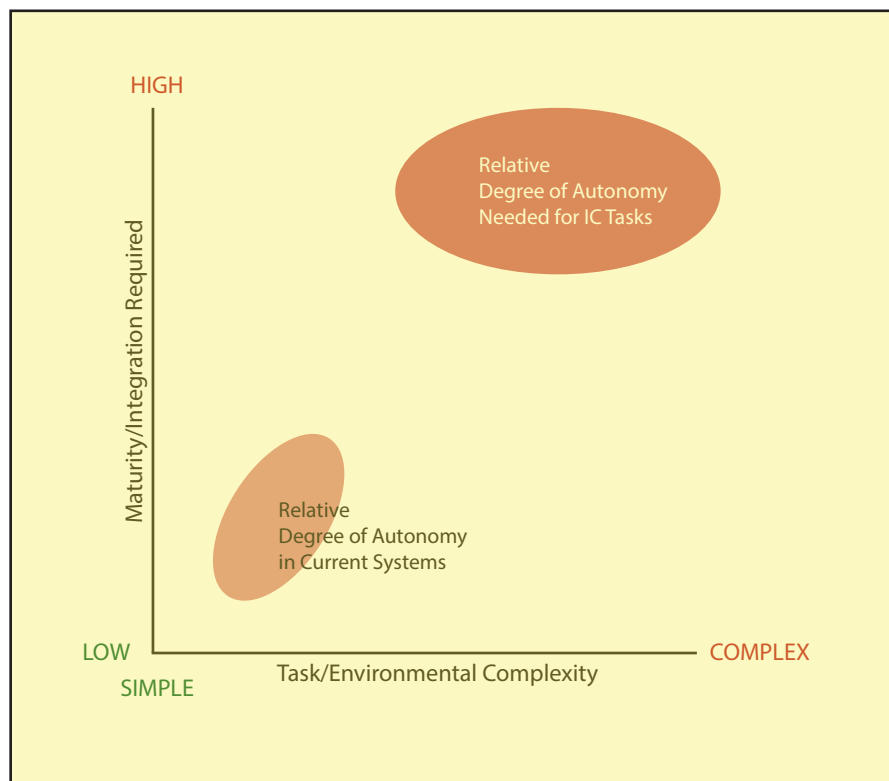 HIGH
Relative
Degree of Autonomy
Needed for IC Tasks
Maturity/Integration Required
Relative
Degree of Autonomy
in Current Systems
LOW
SIMPLE
Task/Environmental Complexity
COMPLEX